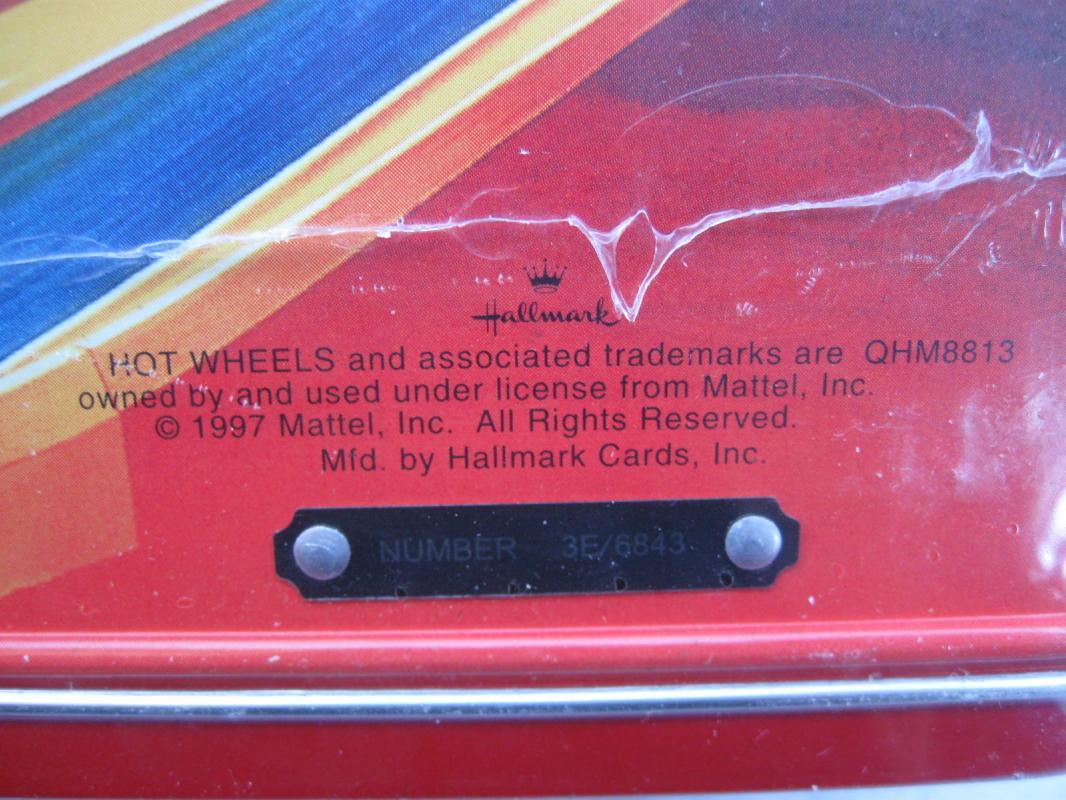 Hallmark
HOT WHEELS and associated trademarks are QHM8813
owned by and used under license from Mattel, Inc.
© 1997 Mattel, Inc. All Rights Reserved.
Mfd. by Hallmark Cards, Inc.
NUMBER 3E/6843